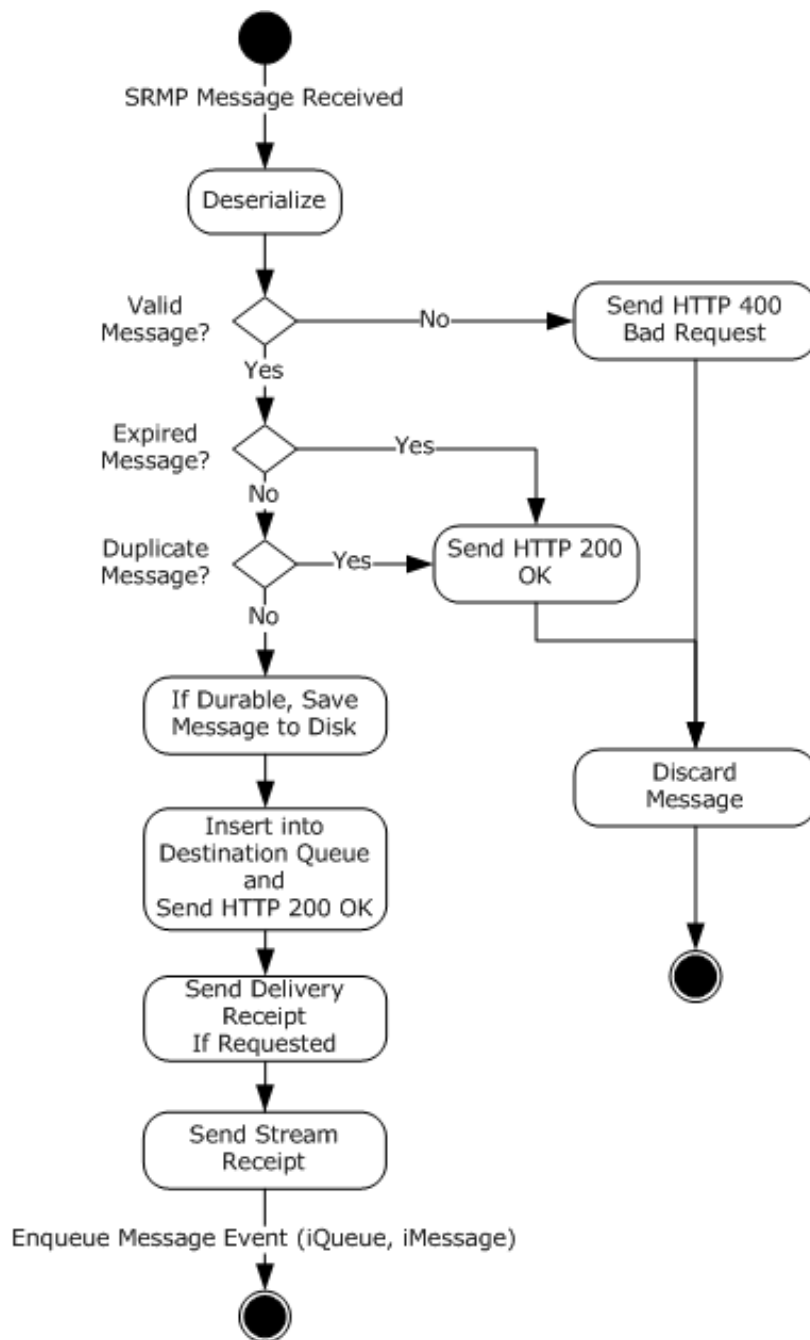 SRMP Message Received
Deserialize
Valid
Message?
No
Send HTTP 400
Bad Request
Yes
Expired
Message?
Yes
No
Duplicate
Message?
Yes
Send HTTP 200
OK
No
If Durable, Save
Message to Disk
Discard
Message
Insert into
Destination Queue
and
Send HTTP 200 OK
Send Delivery
Receipt
If Requested
Send Stream
Receipt
Enqueue Message Event (iQueue, iMessage)